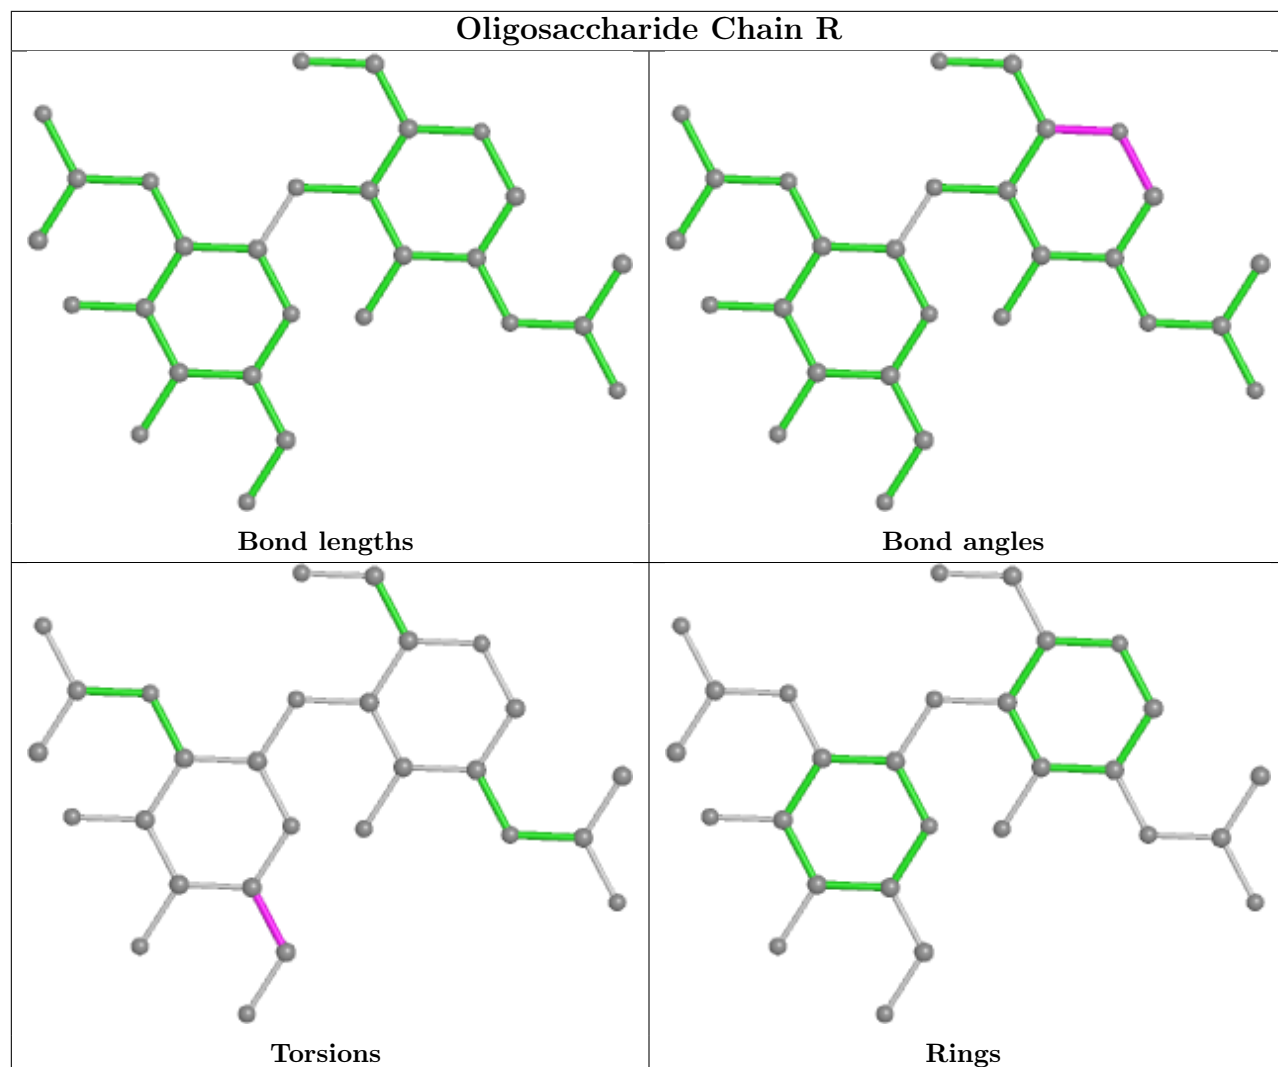 Oligosaccharide Chain R
Bond lengths
Bond angles
Torsions
Rings